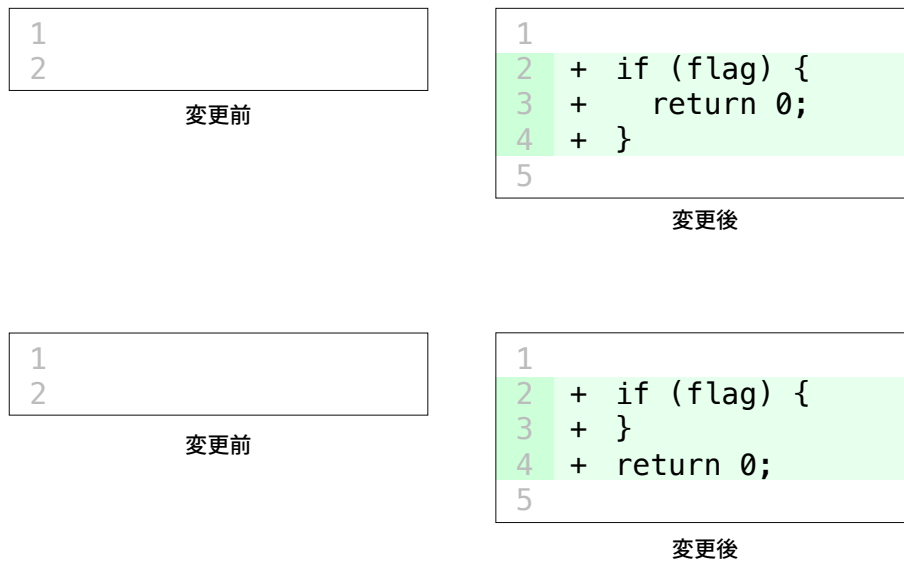 1
2
変更前
1
2 + if (flag) {
3 +   return 0;
4 + }
5
変更後
1
2
変更前
1
2 + if (flag) {
3 + }
4 + return 0;
5
変更後